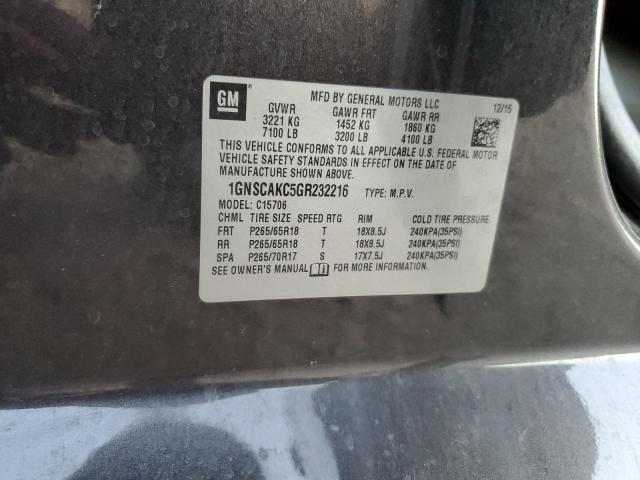 GM
MFD BY GENERAL MOTORS LLC
12/15
GVWR GAWR FRT GAWR RR
3221 KG 1452 KG 1860 KG
7100 LB 3200 LB 4100 LB
THIS VEHICLE CONFORMS TO ALL APPLICABLE U.S. FEDERAL MOTOR
VEHICLE SAFETY STANDARDS IN EFFECT ON THE DATE OF
MANUFACTURE SHOWN ABOVE.
1GNSCAKC5GR232216 TYPE: M.P.V.
MODEL: C15706
CHML TIRE SIZE SPEED RTG RIM COLD TIRE PRESSURE
FRT P265/65R18 T 18X8.5J 240KPA(35PSI)
RR P265/65R18 T 18X8.5J 240KPA(35PSI)
SPA P265/70R17 S 17X7.5J 240KPA(35PSI)
SEE OWNER'S MANUAL FOR MORE INFORMATION.